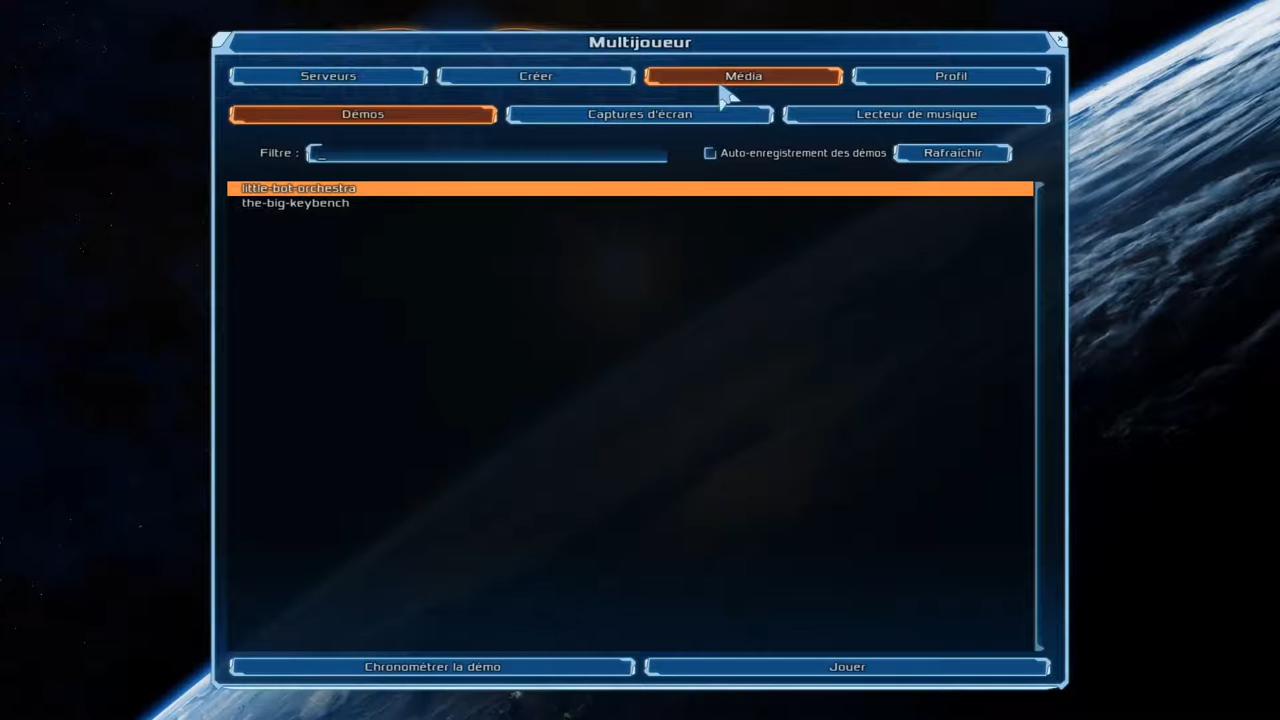 Multijoueur
Serveurs
Créer
Média
Profil
Démos
Captures d'écran
Lecteur de musique
Filtre :
Auto-enregistrement des démos
Rafraîchir
little-bot-orchestra
the-big-keybench
Chronométrer la démo
Jouer